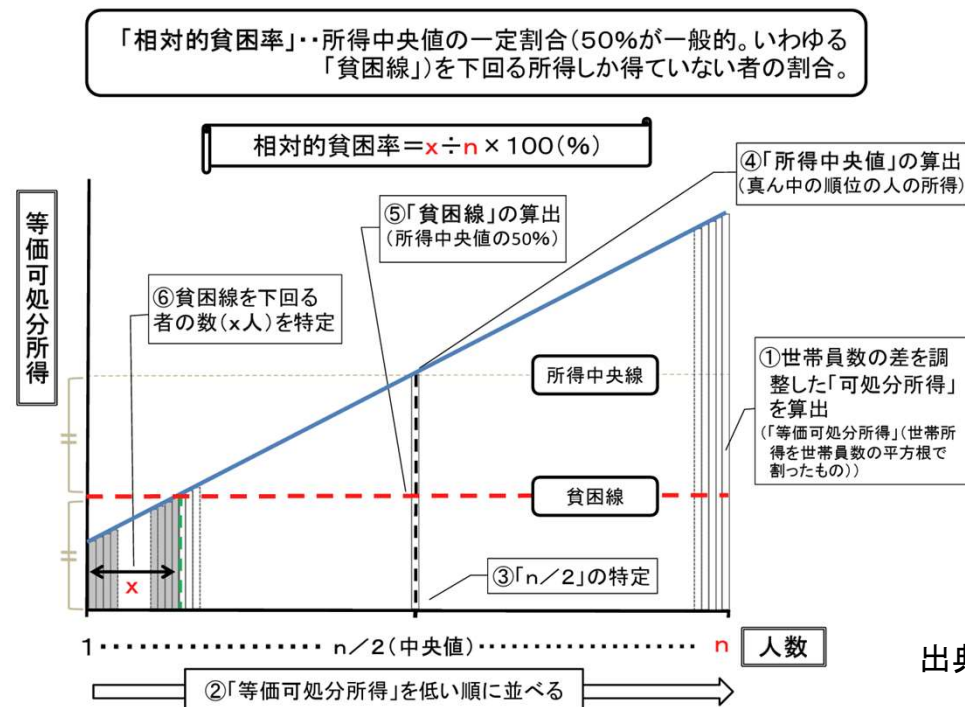 「相対的貧困率」・・所得中央値の一定割合(50%が一般的。いわゆる
「貧困線」)を下回る所得しか得ていない者の割合。
相対的貧困率=x÷n×100(%)
④「所得中央値」の算出
(真ん中の順位の人の所得)
⑤「貧困線」の算出
(所得中央値の50%)
等価可処分所得
⑥貧困線を下回る
者の数(x人)を特定
所得中央線
①世帯員数の差を調
整した「可処分所得」
を算出
(「等価可処分所得」(世帯所
得を世帯員数の平方根で
割ったもの))
貧困線
③「n/2」の特定
x
1・・・・・・・・・・・・・・・・n/2(中央値)・・・・・・・・・・・・・・・・n
人数
②「等価可処分所得」を低い順に並べる
出典